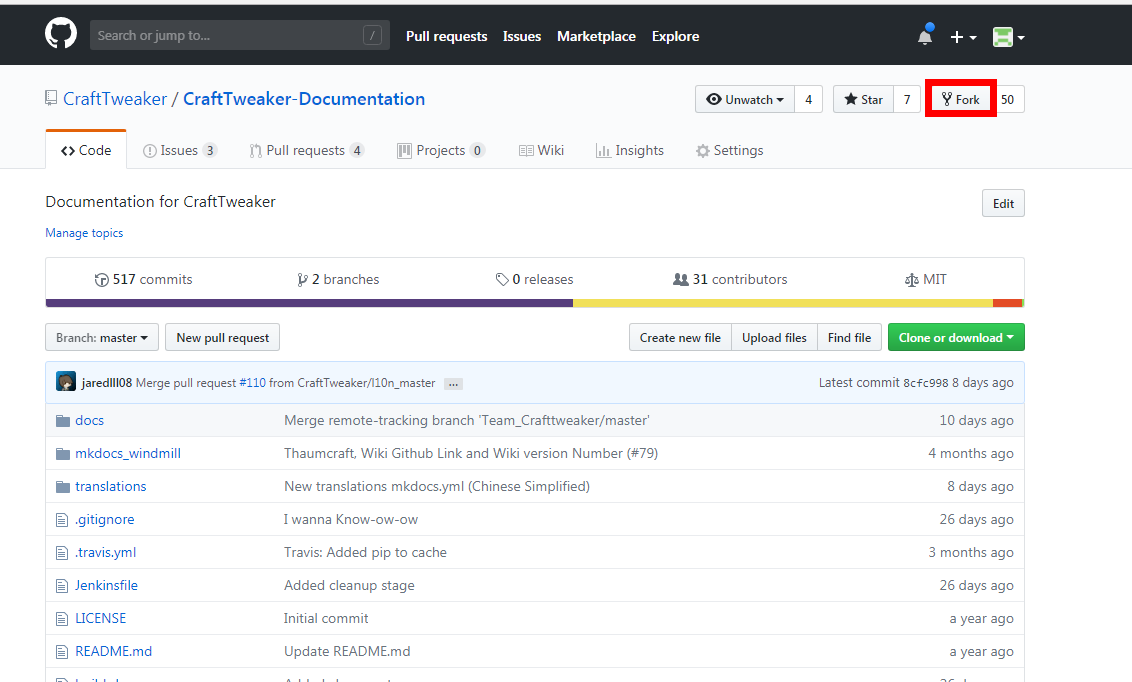 Search or jump to... / Pull requests Issues Marketplace Explore
CraftTweaker / CraftTweaker-Documentation Unwatch 4 Star 7 Fork 50
Code Issues 3 Pull requests 4 Projects 0 Wiki Insights Settings
Documentation for CraftTweaker Edit
Manage topics
517 commits 2 branches 0 releases 31 contributors MIT
Branch: master New pull request Create new file Upload files Find file Clone or download
jaredlll08 Merge pull request #110 from CraftTweaker/l10n_master ... Latest commit 8cfc998 8 days ago
docs Merge remote-tracking branch 'Team_Crafttweaker/master' 10 days ago
mkdocs_windmill Thaumcraft, Wiki Github Link and Wiki version Number (#79) 4 months ago
translations New translations mkdocs.yml (Chinese Simplified) 8 days ago
.gitignore I wanna Know-ow-ow 26 days ago
.travis.yml Travis: Added pip to cache 3 months ago
Jenkinsfile Added cleanup stage 26 days ago
LICENSE Initial commit a year ago
README.md Update README.md a year ago